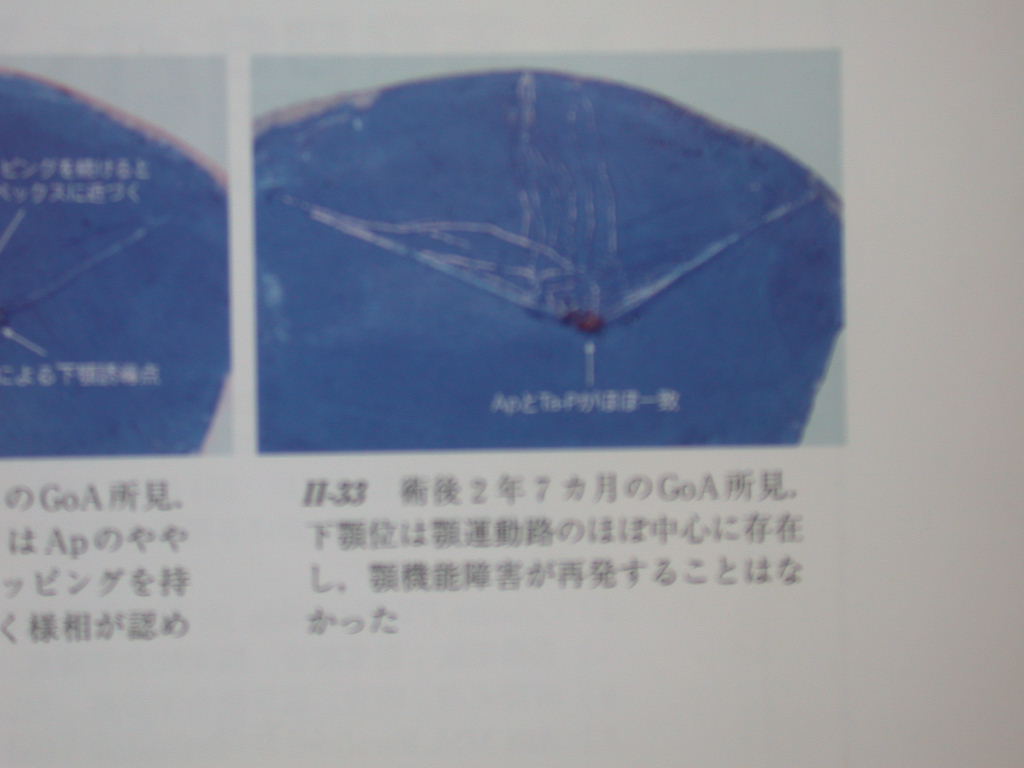 ピングを続けると
ペックスに近づく
による下顎誘導点
のGoA所見.
はApのやや
ッピングを持
く様相が認め
ApとTa-Pがほぼ一致
II-33 術後2年7カ月のGoA所見.
下顎位は顎運動路のほぼ中心に存在
し,顎機能障害が再発することはな
かった